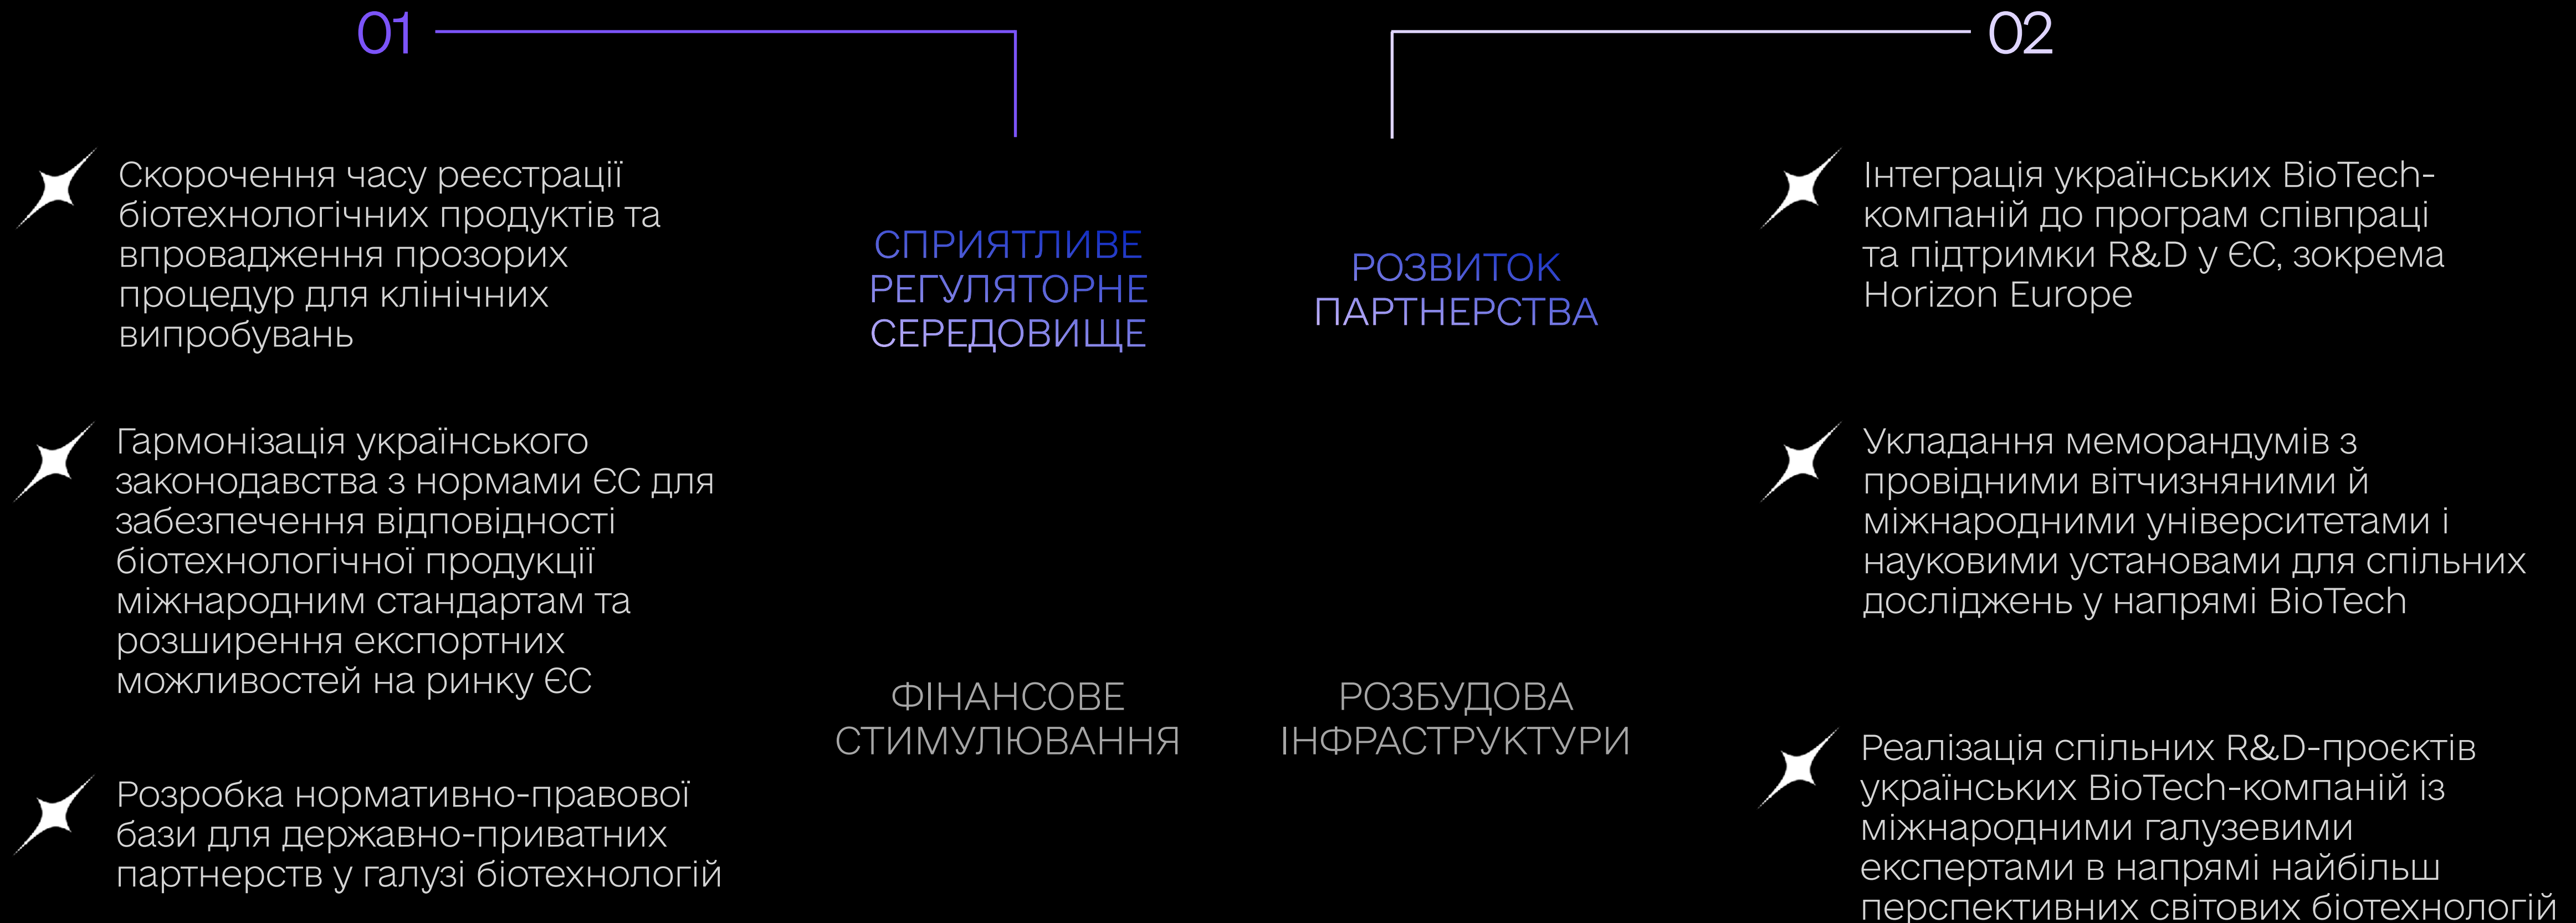 01
Скорочення часу реєстрації
біотехнологічних продуктів та
впровадження прозорих
процедур для клінічних
випробувань
Гармонізація українського
законодавства з нормами ЄС для
забезпечення відповідності
біотехнологічної продукції
міжнародним стандартам та
розширення експортних
можливостей на ринку ЄС
Розробка нормативно-правової
бази для державно-приватних
партнерств у галузі біотехнологій
СПРИЯТЛИВЕ
РЕГУЛЯТОРНЕ
СЕРЕДОВИЩЕ
РОЗВИТОК
ПАРТНЕРСТВА
ФІНАНСОВЕ
СТИМУЛЮВАННЯ
РОЗБУДОВА
ІНФРАСТРУКТУРИ
02
Інтеграція українських BioTech-
компаній до програм співпраці
та підтримки R&D у ЄС, зокрема
Horizon Europe
Укладання меморандумів з
провідними вітчизняними й
міжнародними університетами і
науковими установами для спільних
досліджень у напрямі BioTech
Реалізація спільних R&D-проєктів
українських BioTech-компаній із
міжнародними галузевими
експертами в напрямі найбільш
перспективних світових біотехнологій